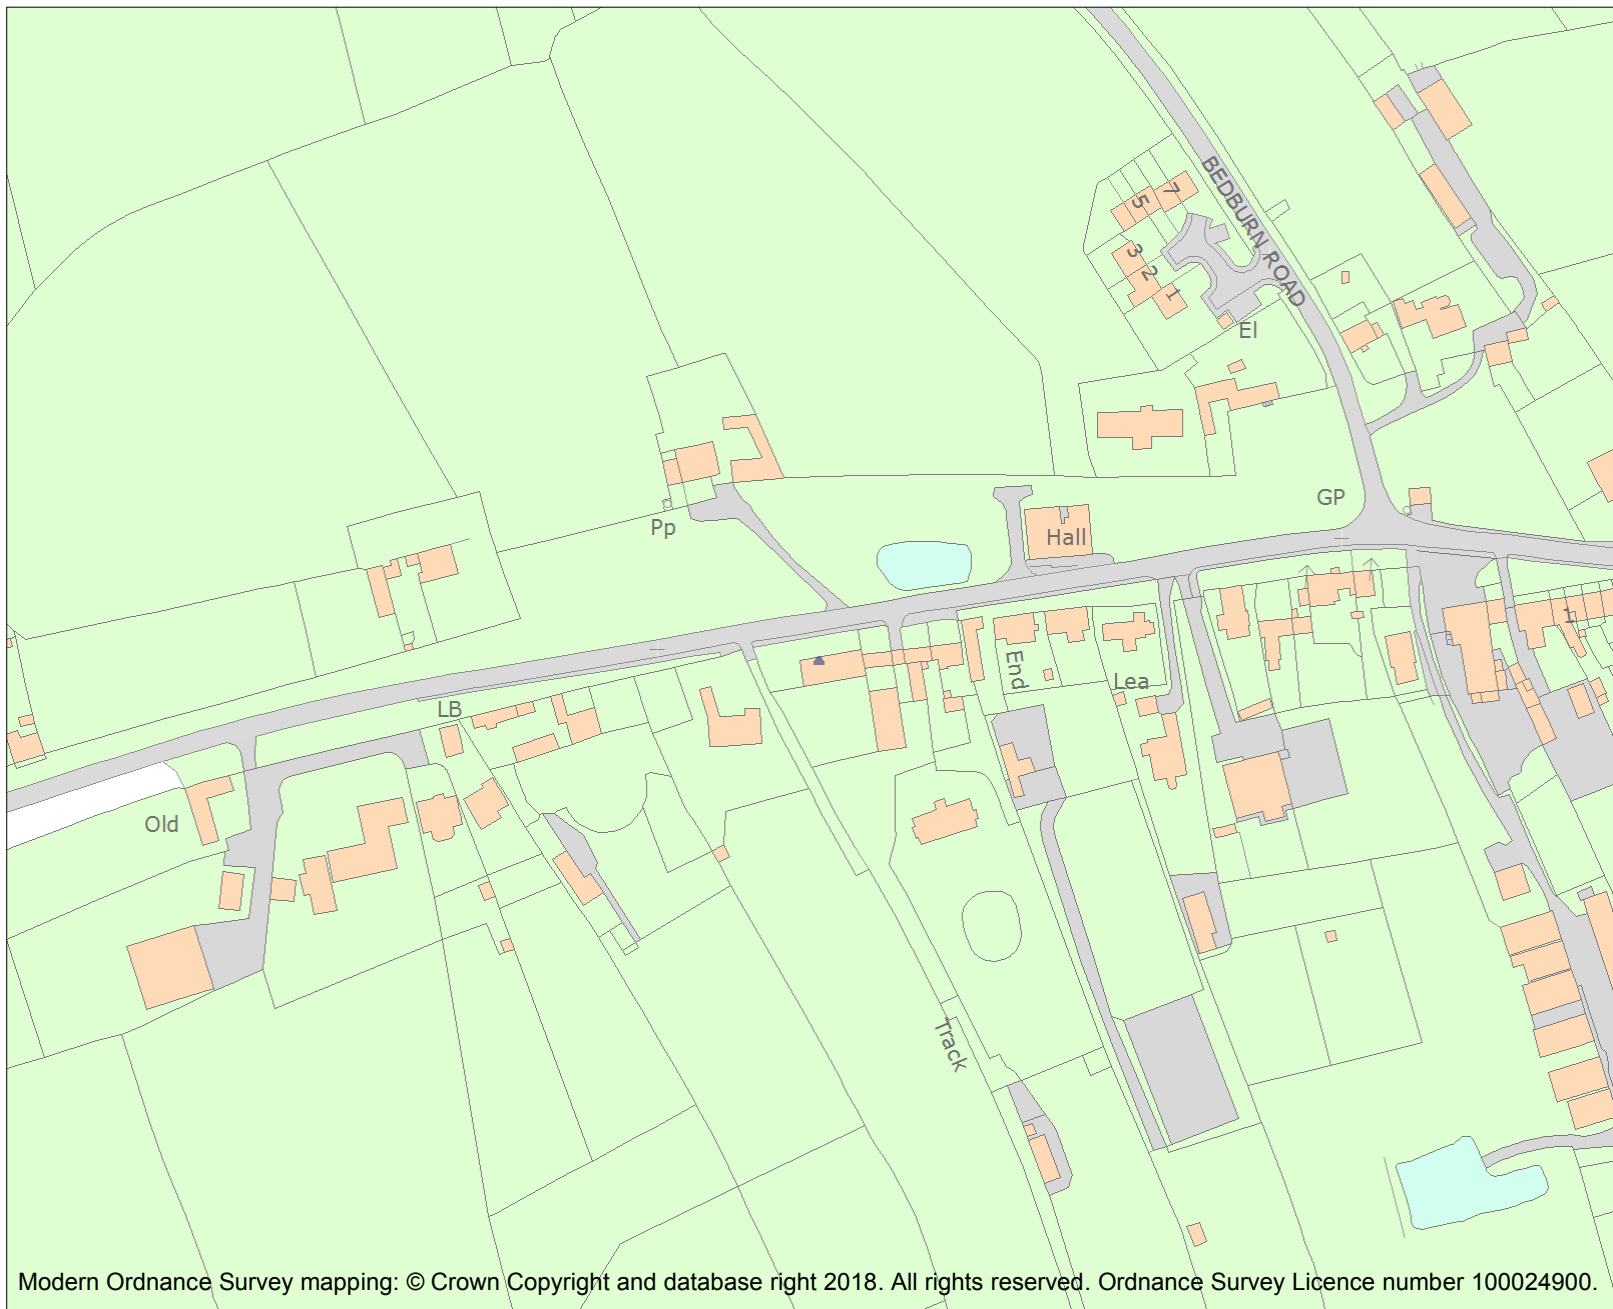 BEDBURN ROAD
7
5
3
2
1
El
GP
Pp
Hall
1
End
Lea
LB
Old
Track
Modern Ordnance Survey mapping: © Crown Copyright and database right 2018. All rights reserved. Ordnance Survey Licence number 100024900.